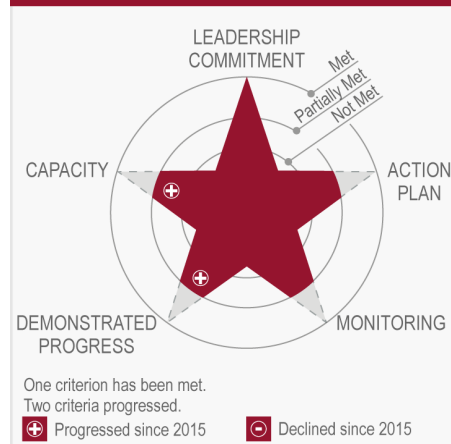 LEADERSHIP
COMMITMENT
Met
Partially Met
Not Met
CAPACITY
ACTION
PLAN
DEMONSTRATED
PROGRESS
MONITORING
One criterion has been met.
Two criteria progressed.
Progressed since 2015
Declined since 2015